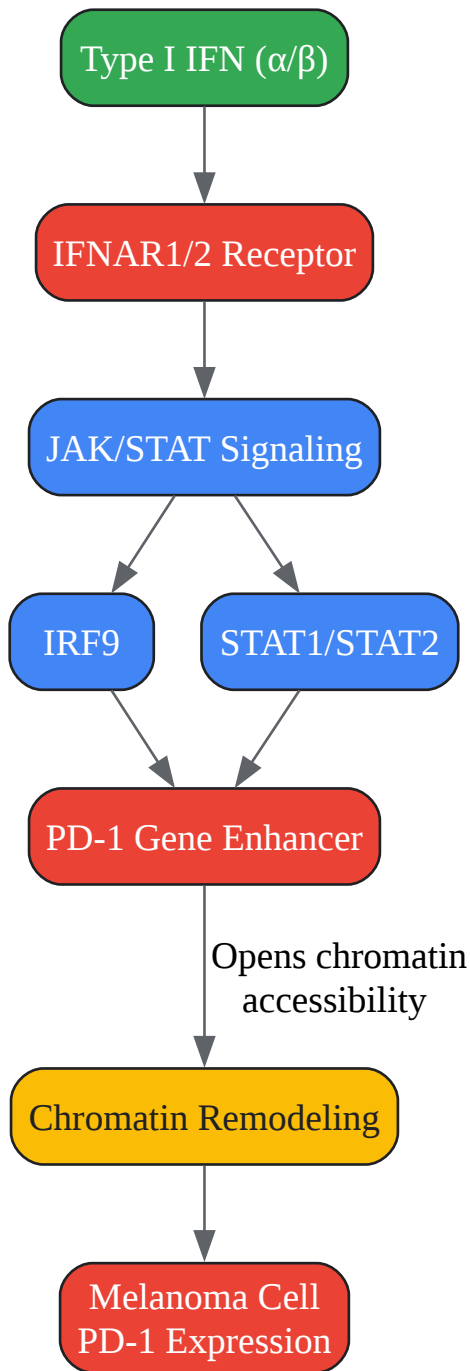 Type I IFN (α/β)
IFNAR1/2 Receptor
JAK/STAT Signaling
IRF9
STAT1/STAT2
PD-1 Gene Enhancer
Opens chromatin
accessibility
Chromatin Remodeling
Melanoma Cell
PD-1 Expression